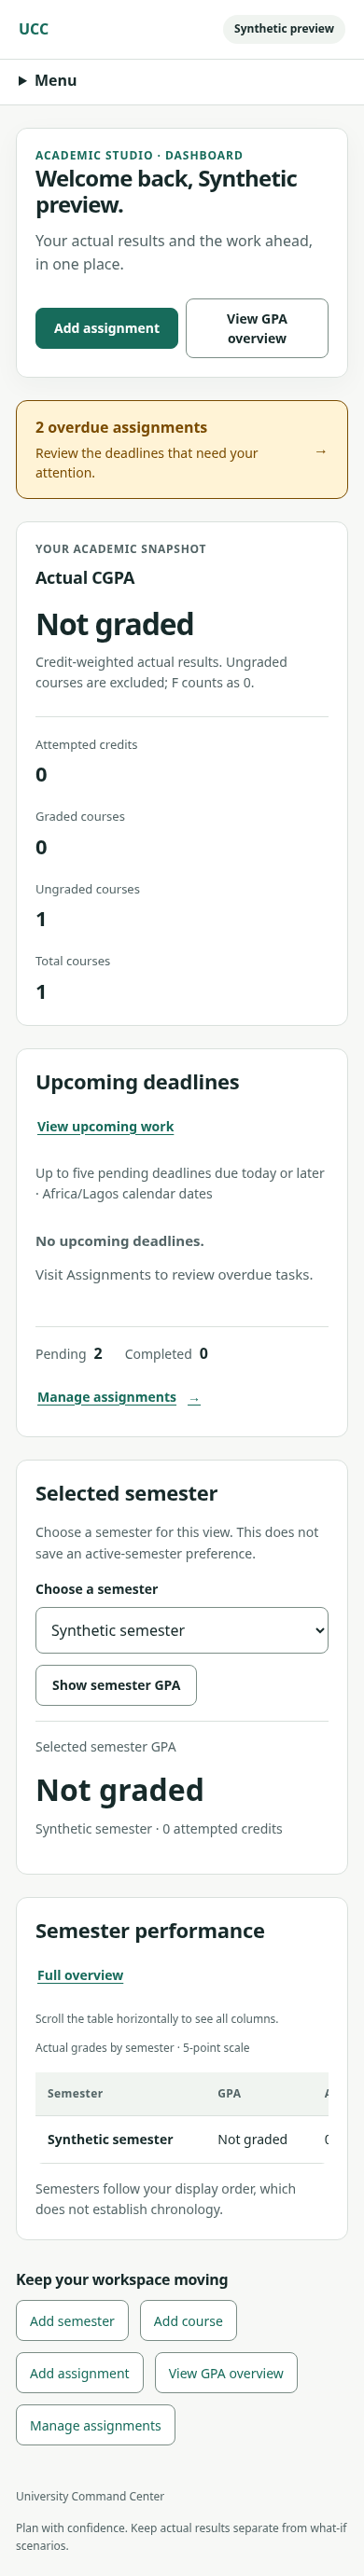 UCC
Synthetic preview
Menu
ACADEMIC STUDIO · DASHBOARD
Welcome back, Synthetic
preview.
Your actual results and the work ahead,
in one place.
Add assignment
View GPA
overview
2 overdue assignments
Review the deadlines that need your
attention.
→
YOUR ACADEMIC SNAPSHOT
Actual CGPA
Not graded
Credit-weighted actual results. Ungraded
courses are excluded; F counts as 0.
Attempted credits
0
Graded courses
0
Ungraded courses
1
Total courses
1
Upcoming deadlines
View upcoming work
Up to five pending deadlines due today or later
· Africa/Lagos calendar dates
No upcoming deadlines.
Visit Assignments to review overdue tasks.
Pending 2 Completed 0
Manage assignments →
Selected semester
Choose a semester for this view. This does not
save an active-semester preference.
Choose a semester
Synthetic semester
Show semester GPA
Selected semester GPA
Not graded
Synthetic semester · 0 attempted credits
Semester performance
Full overview
Scroll the table horizontally to see all columns.
Actual grades by semester · 5-point scale
Semester GPA
Synthetic semester Not graded
Semesters follow your display order, which
does not establish chronology.
Keep your workspace moving
Add semester Add course
Add assignment View GPA overview
Manage assignments
University Command Center
Plan with confidence. Keep actual results separate from what-if
scenarios.